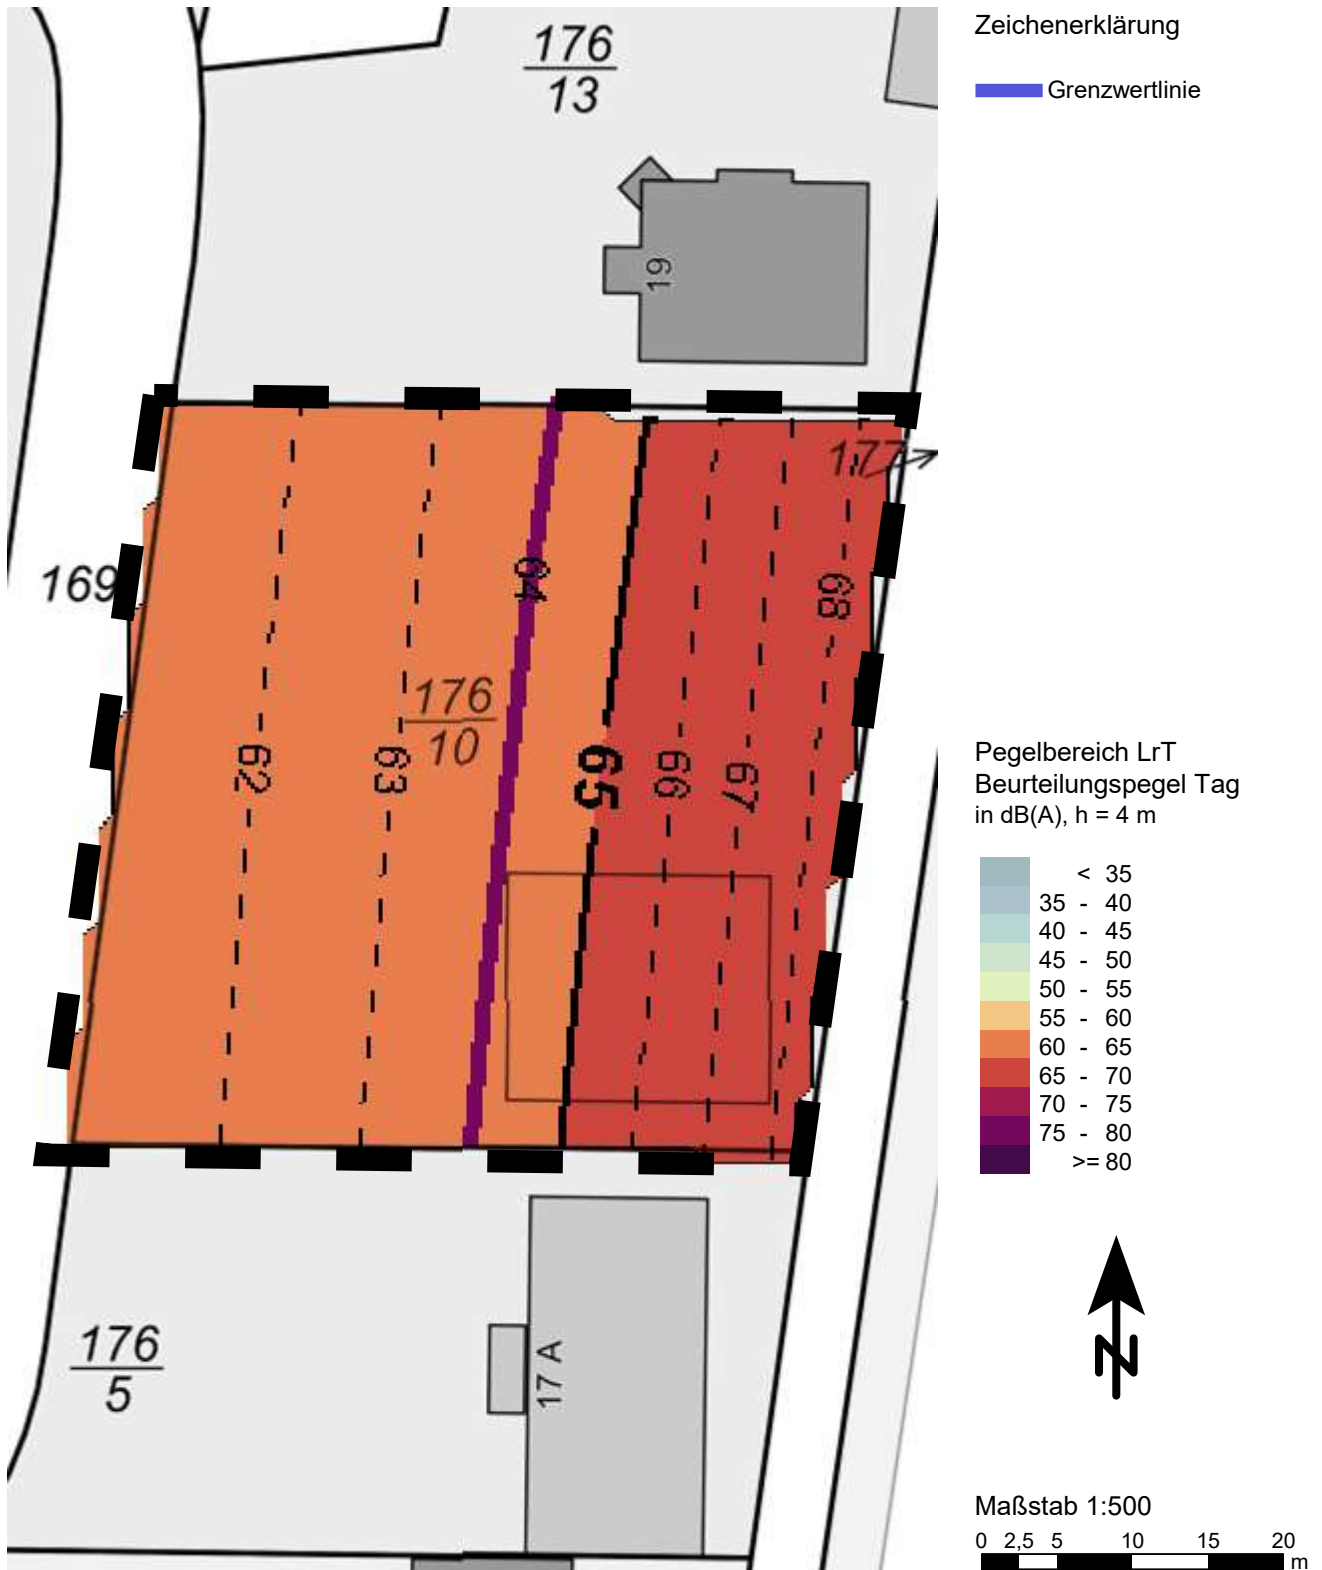 176
13
19
177
169
64
68
176
10
62
63
65
66
67
176
5
17 A
Zeichenerklärung
Grenzwertlinie
Pegelbereich LrT
Beurteilungspegel Tag
in dB(A), h = 4 m
< 35
35 - 40
40 - 45
45 - 50
50 - 55
55 - 60
60 - 65
65 - 70
70 - 75
75 - 80
>= 80
N
Maßstab 1:500
0 2,5 5 10 15 20
m